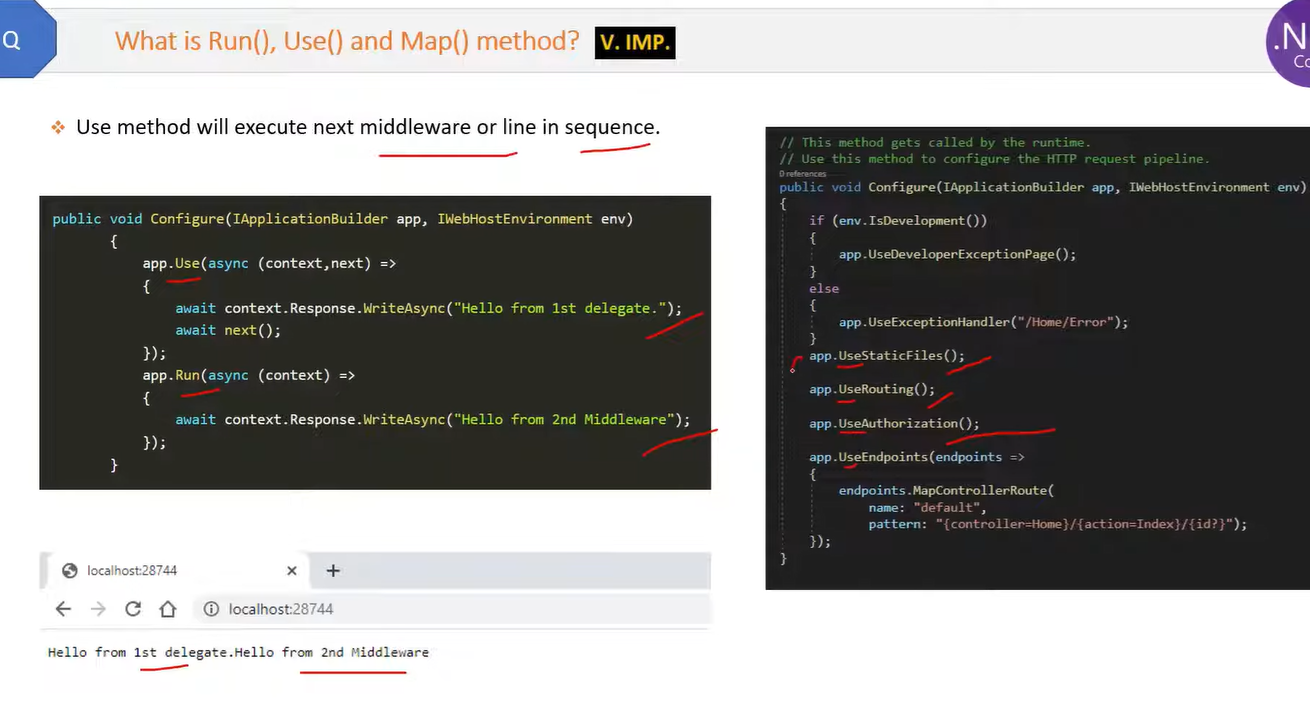 Q
What is Run(), Use() and Map() method?
V. IMP.
.N
Co
❖ Use method will execute next middleware or line in sequence.
public void Configure(IApplicationBuilder app, IWebHostEnvironment env)
{
app.Use(async (context,next) =>
{
await context.Response.WriteAsync("Hello from 1st delegate.");
await next();
});
app.Run(async (context) =>
{
await context.Response.WriteAsync("Hello from 2nd Middleware");
});
}
localhost:28744
localhost:28744
Hello from 1st delegate.Hello from 2nd Middleware
// This method gets called by the runtime.
// Use this method to configure the HTTP request pipeline.
0 references
public void Configure(IApplicationBuilder app, IWebHostEnvironment env)
{
if (env.IsDevelopment())
{
app.UseDeveloperExceptionPage();
}
else
{
app.UseExceptionHandler("/Home/Error");
}
app.UseStaticFiles();
app.UseRouting();
app.UseAuthorization();
app.UseEndpoints(endpoints =>
{
endpoints.MapControllerRoute(
name: "default",
pattern: "{controller=Home}/{action=Index}/{id?}");
});
}